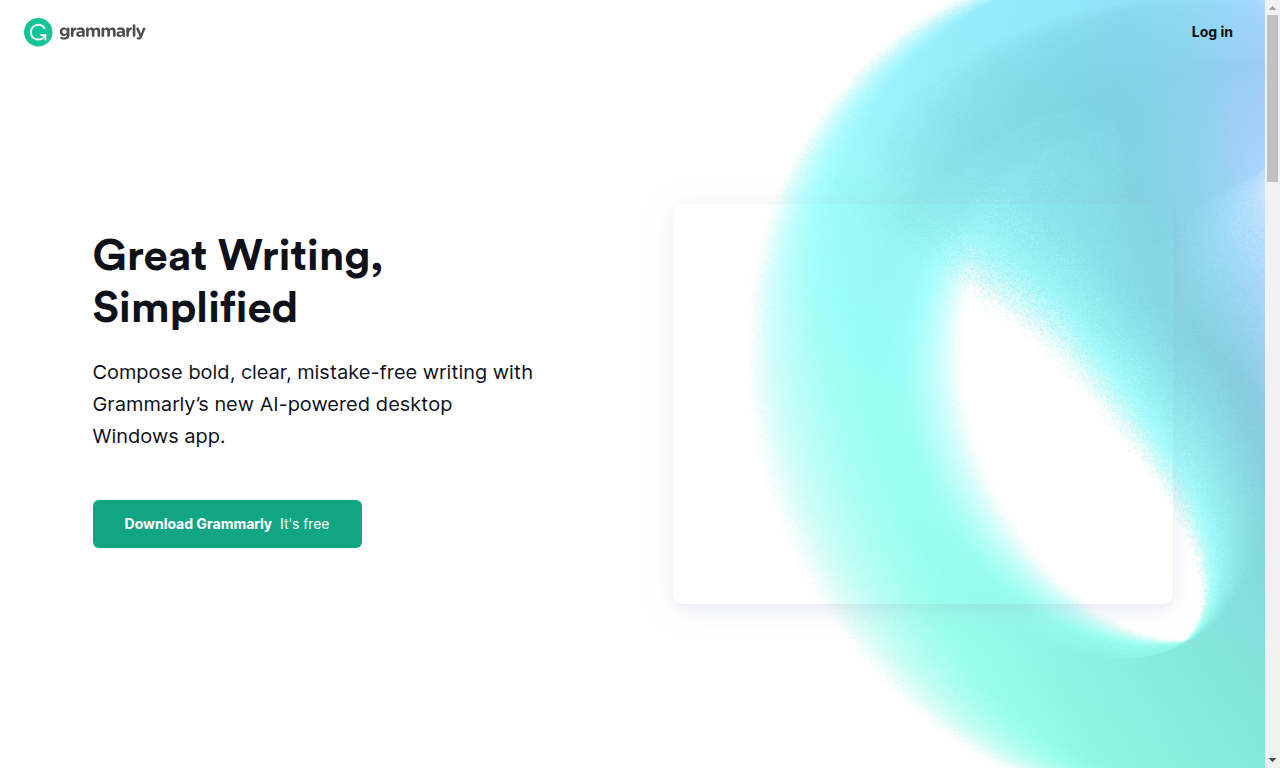 grammarly
Log in
Great Writing,
Simplified
Compose bold, clear, mistake-free writing with
Grammarly’s new AI-powered desktop
Windows app.
Download Grammarly It's free